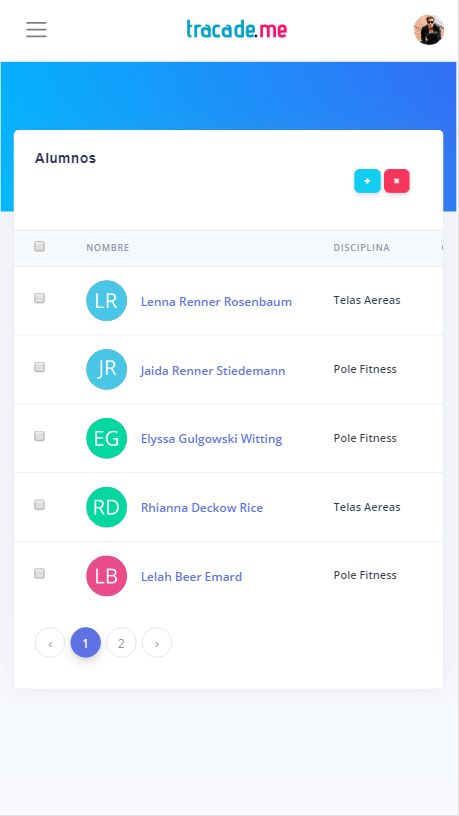 tracade.me
Alumnos
NOMBRE DISCIPLINA
LR Lenna Renner Rosenbaum Telas Aereas
JR Jaida Renner Stiedemann Pole Fitness
EG Elyssa Gulgowski Witting Pole Fitness
RD Rhianna Deckow Rice Telas Aereas
LB Lelah Beer Emard Pole Fitness
‹ 1 2 ›